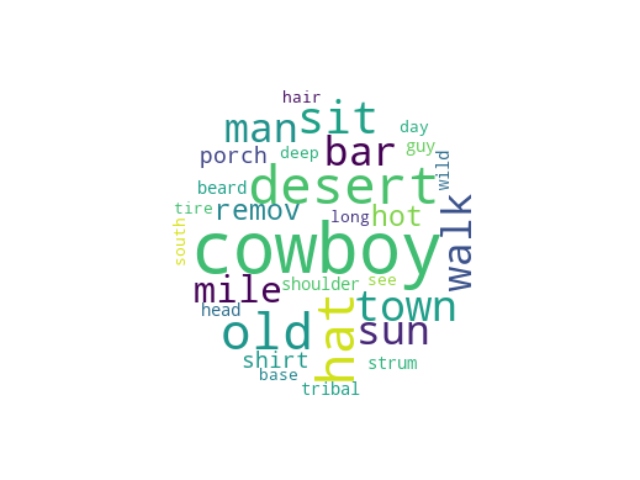 hair
sit
man
day
bar
guy
porch
deep
wild
desert
beard
tire
remov
long
hot
walk
south
cowboy
mile
shoulder
see
hat
town
head
old
sun
shirt
strum
base
tribal